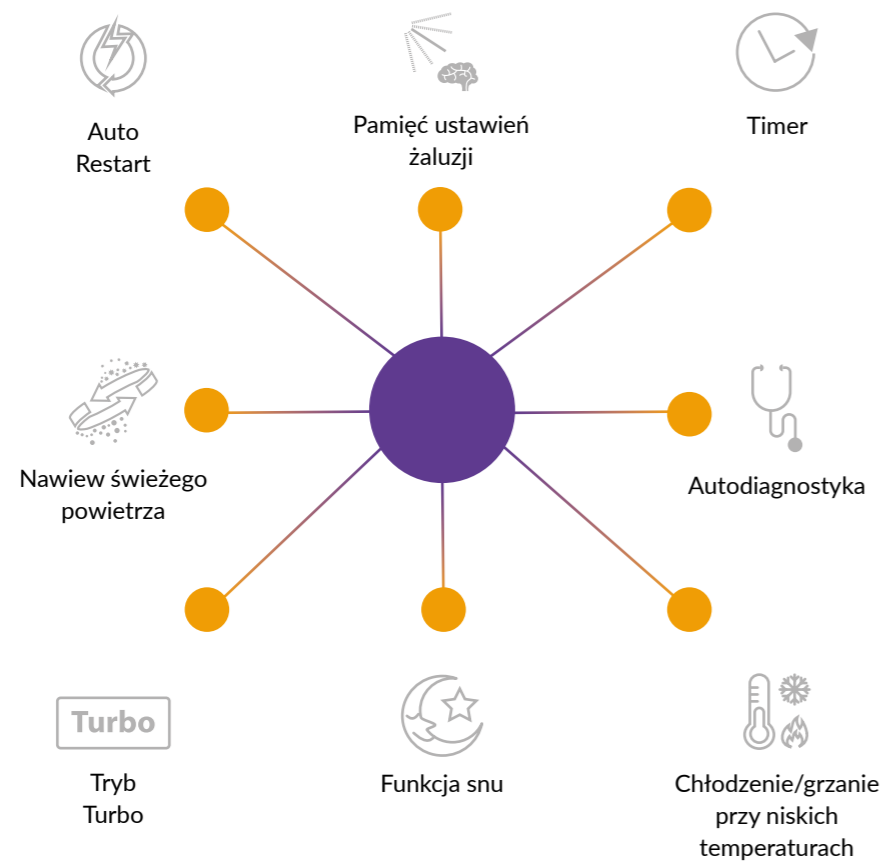 Auto
Restart
Pamięć ustawień
żaluzji
Timer
Nawiew świeżego
powietrza
Autodiagnostyka
Turbo
Tryb
Turbo
Funkcja snu
Chłodzenie/grzanie
przy niskich
temperaturach